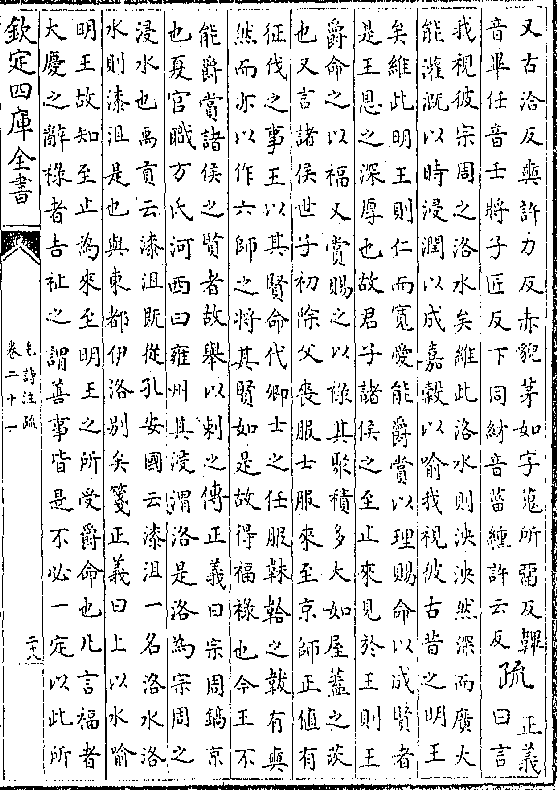 又古洽反奭許力反赤貌茅如字蒐所留反韠
音畢任音壬將子匠反下同紂音菑纁許云反疏正義曰言
我視彼宗周之洛水矣維此洛水則泱泱然深而廣大
能灌溉以時浸潤以成嘉穀以喻我視彼古昔之明王
矣維此明王則仁而寬愛能爵賞以理賜命以成賢者
是王恩之深厚也故君子諸侯之至止來見於王則王
爵命之以福又賞賜之以祿其聚積多大如屋蓋之茨
也又言諸侯世子初除父喪服士服來至京師正值有
征伐之事王以其賢命代卿士之任服韎韐之韍有奭
然而赤以作六師之將其賢如是故得福祿也今王不
能爵賞諸侯之賢者故舉以刺之傳正義曰宗周鎬京
也夏官職方氏河西曰雍州其浸渭洛是洛為宗周之
浸水也禹貢云漆沮既從孔安國云漆沮一名洛水洛
水則漆沮是也與東都伊洛别矣箋正義曰上以水喻
明王故知至止為來至明王之所受爵命也凡言福者
大慶之辭祿者吉祉之謂善事皆是不必一定以此所
欽定四庫全書
毛詩注疏
卷二十一
二十八